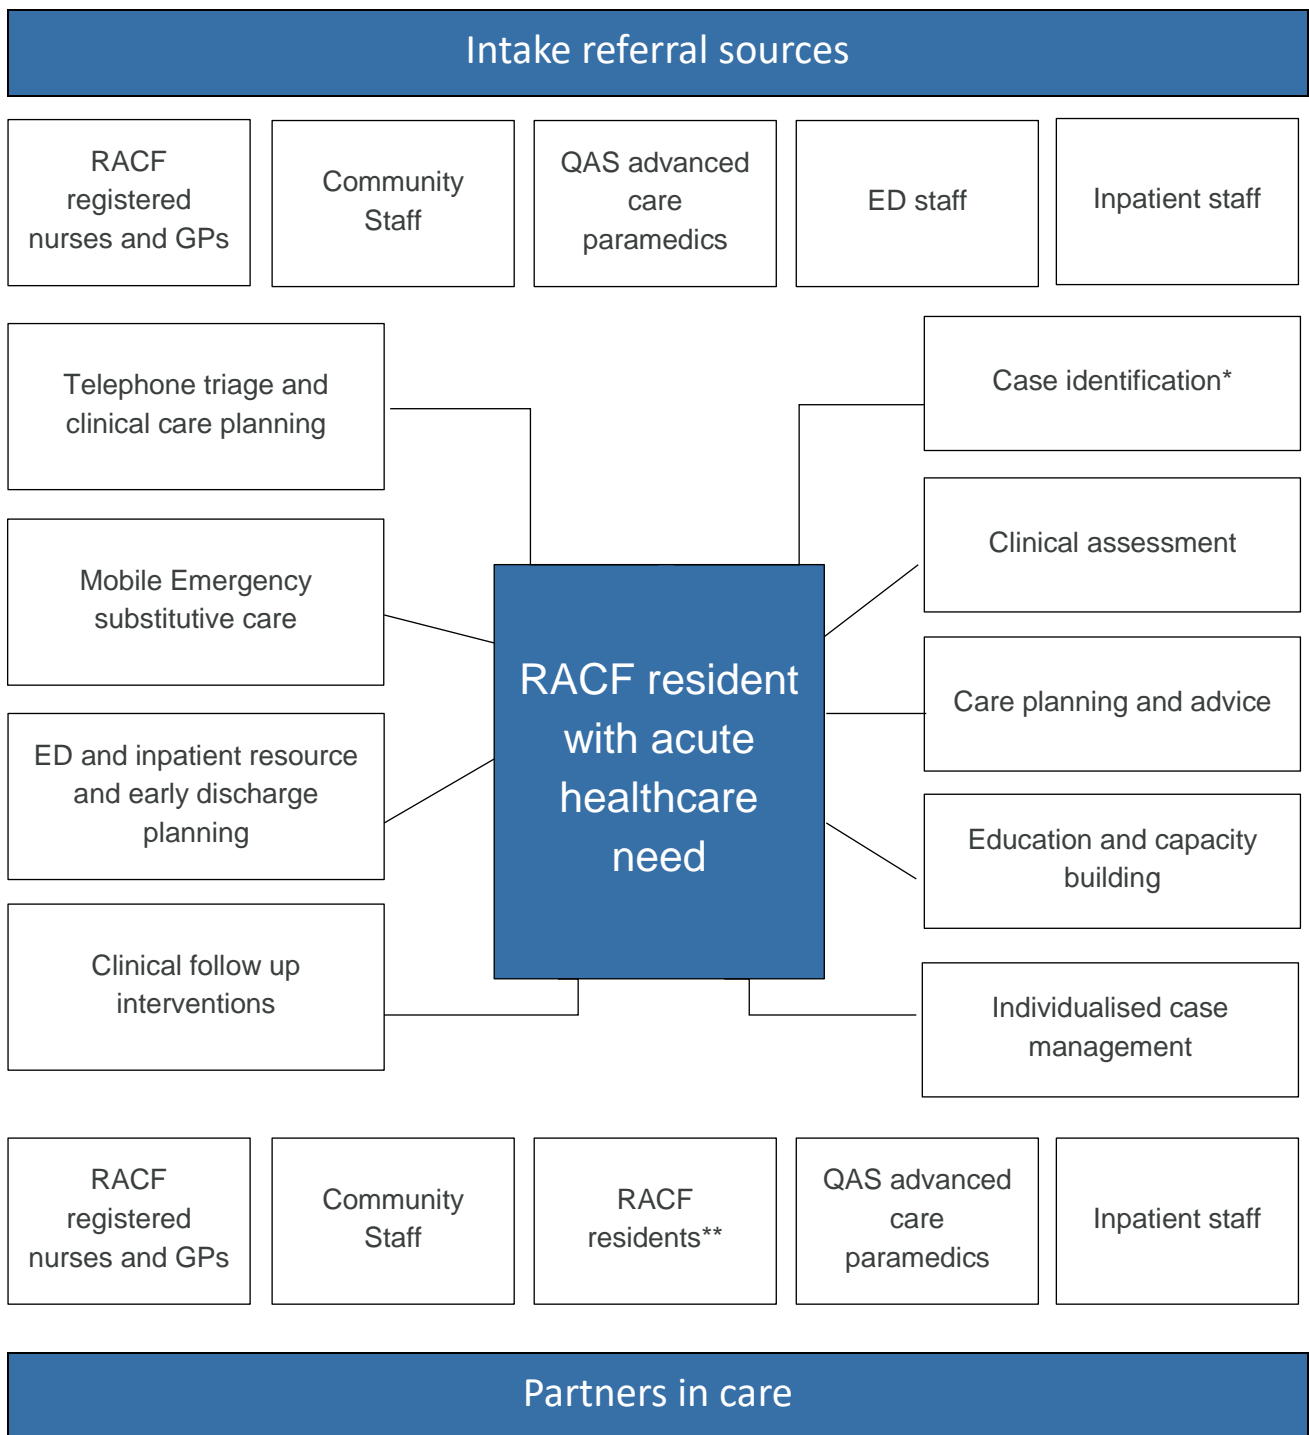 Intake referral sources
RACF
registered
nurses and GPs
Community
Staff
QAS advanced
care
paramedics
ED staff
Inpatient staff
Telephone triage and
clinical care planning
Case identification*
Mobile Emergency
substitutive care
Clinical assessment
ED and inpatient resource
and early discharge
planning
Care planning and advice
RACF resident
with acute
healthcare
need
Education and capacity
building
Clinical follow up
interventions
Individualised case
management
RACF
registered
nurses and GPs
Community
Staff
RACF
residents**
QAS advanced
care
paramedics
Inpatient staff
Partners in care